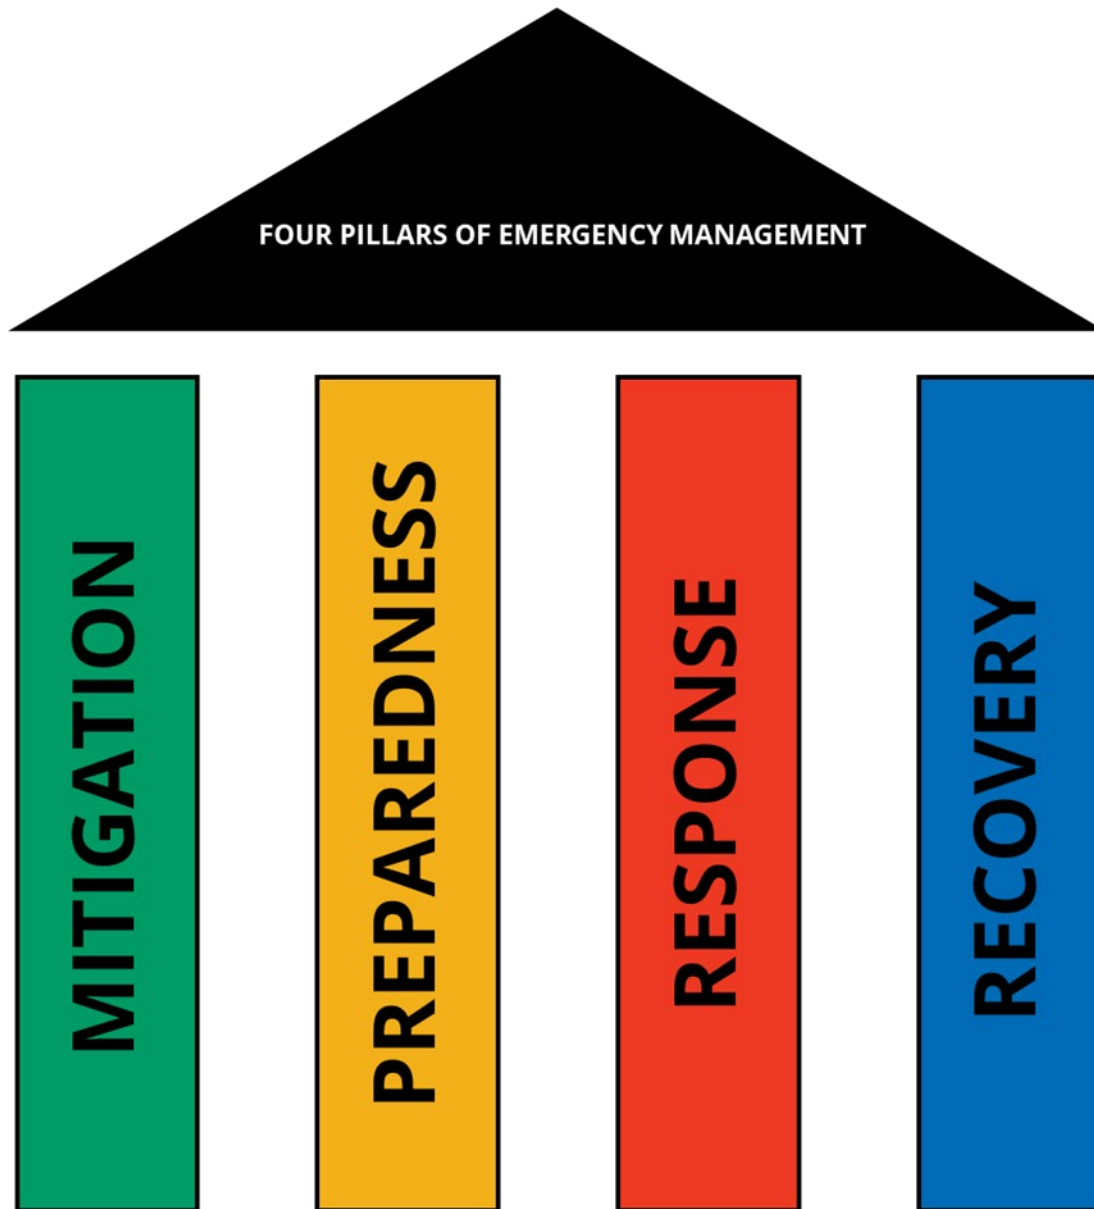 FOUR PILLARS OF EMERGENCY MANAGEMENT
MITIGATION
PREPAREDNESS
RESPONSE
RECOVERY